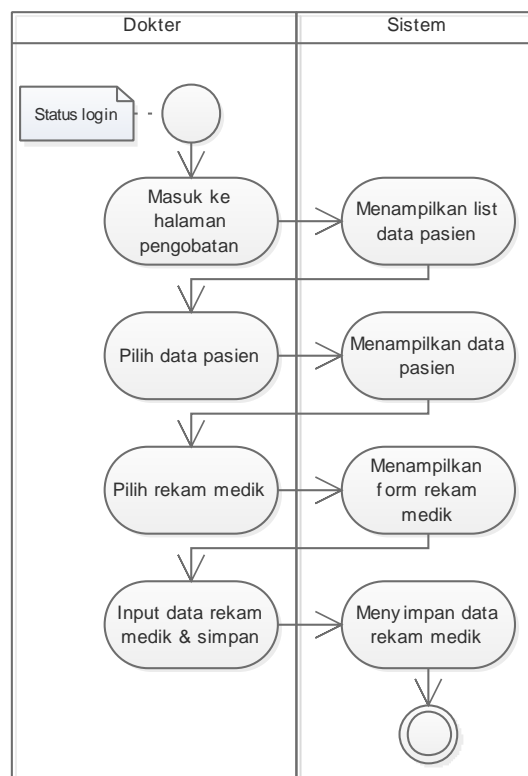 Dokter
Sistem
Status login
Masuk ke
halaman
pengobatan
Menampilkan list
data pasien
Pilih data pasien
Menampilkan data
pasien
Pilih rekam medik
Menampilkan
form rekam
medik
Input data rekam
medik & simpan
Menyimpan data
rekam medik